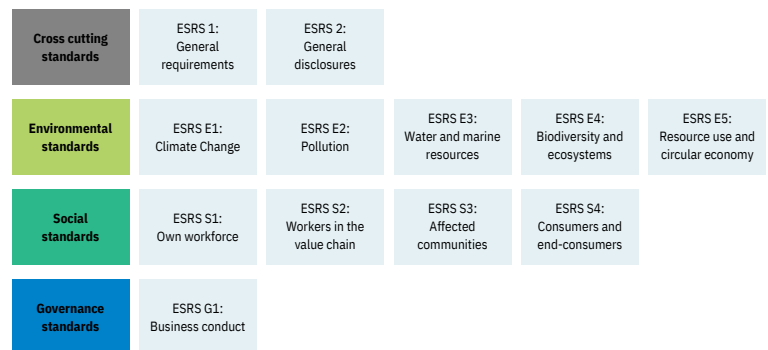 Cross cutting
standards
ESRS 1:
General
requirements
ESRS 2:
General
disclosures
Environmental
standards
ESRS E1:
Climate Change
ESRS E2:
Pollution
ESRS E3:
Water and marine
resources
ESRS E4:
Biodiversity and
ecosystems
ESRS E5:
Resource use and
circular economy
Social
standards
ESRS S1:
Own workforce
ESRS S2:
Workers in the
value chain
ESRS S3:
Affected
communities
ESRS S4:
Consumers and
end-consumers
Governance
standards
ESRS G1:
Business conduct